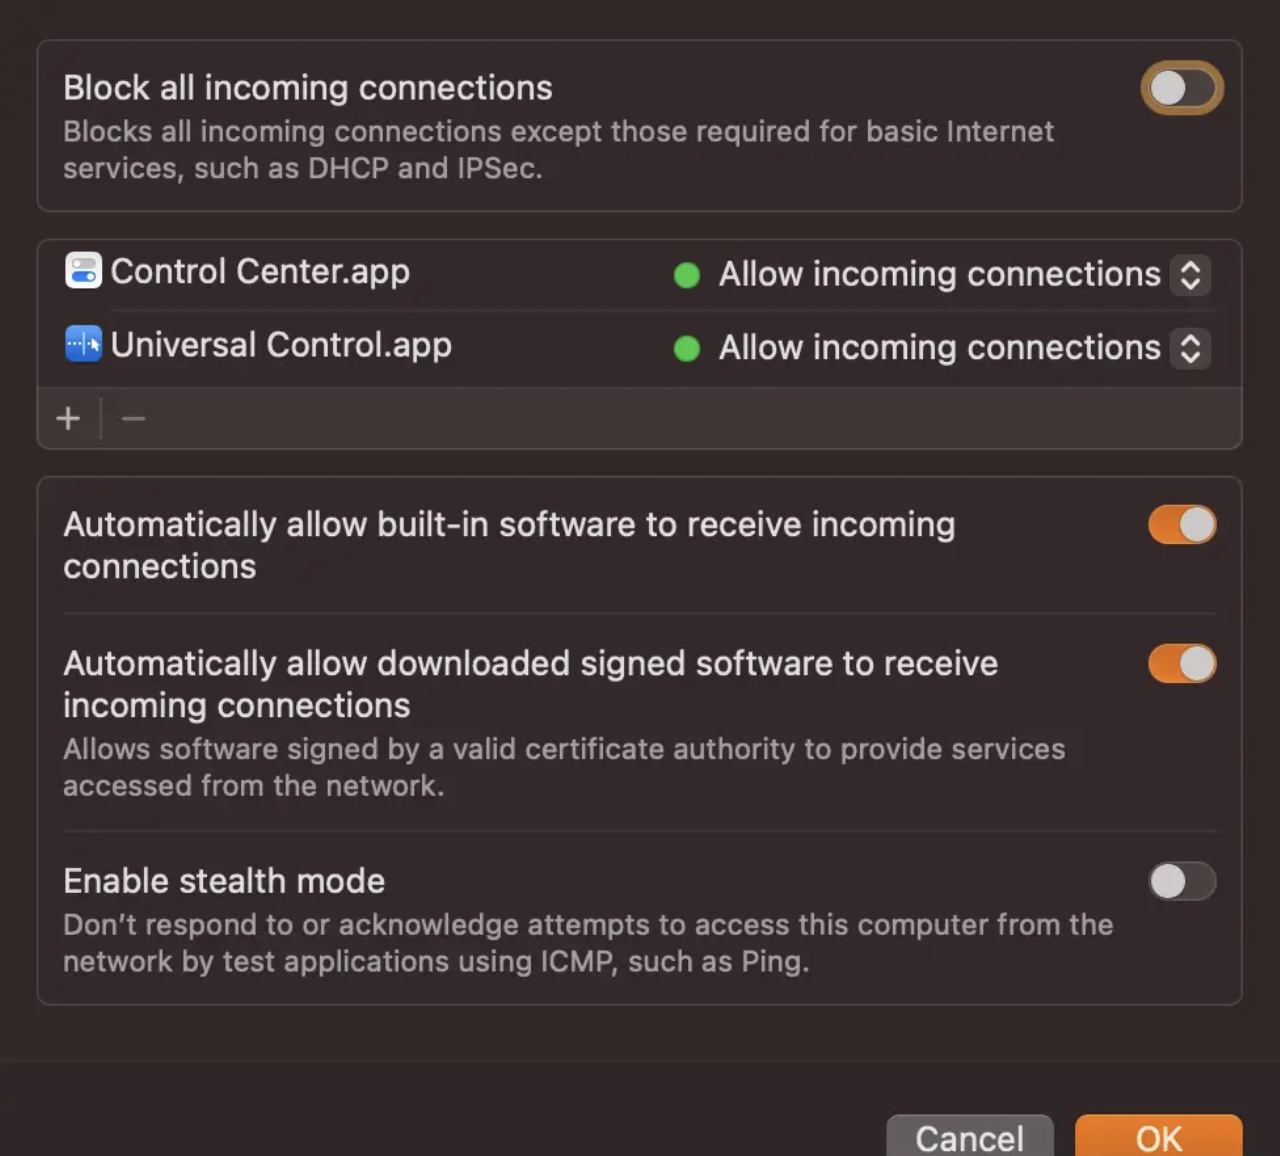 Block all incoming connections
Blocks all incoming connections except those required for basic Internet
services, such as DHCP and IPSec.
Control Center.app
Allow incoming connections
Universal Control.app
Allow incoming connections
Automatically allow built-in software to receive incoming
connections
Automatically allow downloaded signed software to receive
incoming connections
Allows software signed by a valid certificate authority to provide services
accessed from the network.
Enable stealth mode
Don’t respond to or acknowledge attempts to access this computer from the
network by test applications using ICMP, such as Ping.
Cancel
OK